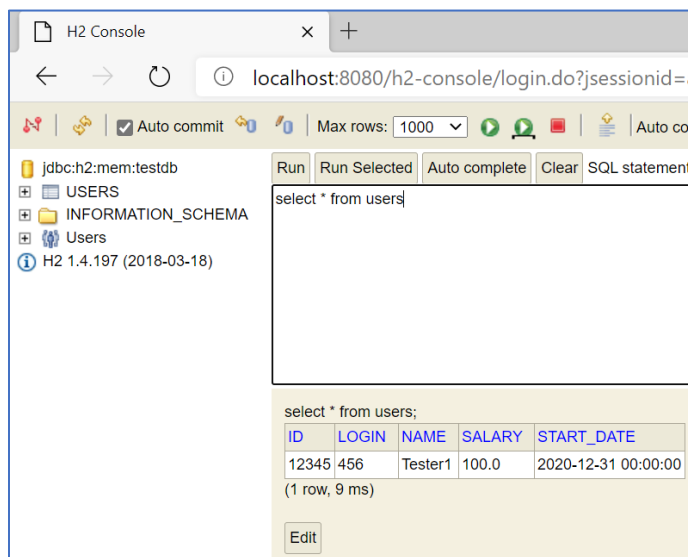 H2 Console
localhost:8080/h2-console/login.do?jsessionid=
Auto commit Max rows: 1000 Auto co
jdbc:h2:mem:testdb
USERS
INFORMATION_SCHEMA
Users
H2 1.4.197 (2018-03-18)
Run Run Selected Auto complete Clear SQL statement
select * from users
select * from users;
ID LOGIN NAME SALARY START_DATE
12345 456 Tester1 100.0 2020-12-31 00:00:00
(1 row, 9 ms)
Edit